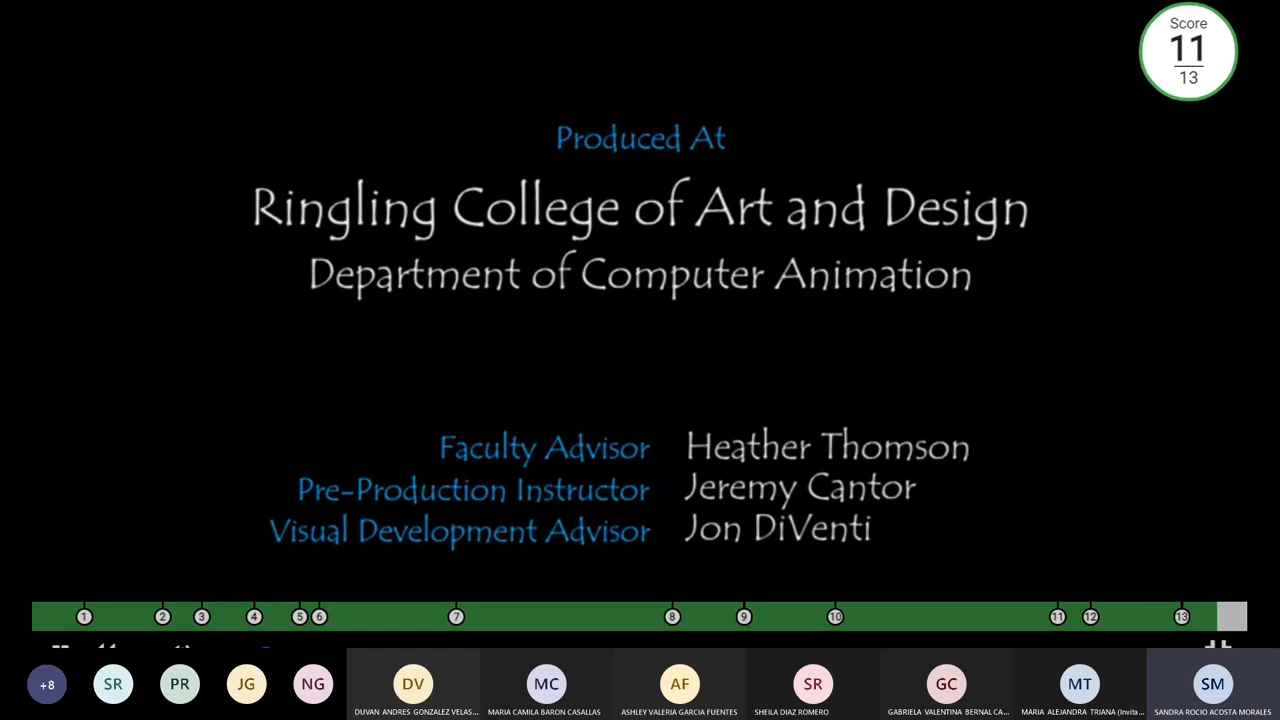 Score
11
13
Produced At
Ringling College of Art and Design
Department of Computer Animation
Faculty Advisor Heather Thomson
Pre-Production Instructor Jeremy Cantor
Visual Development Advisor Jon DiVenti
1 2 3 4 5 6 7 8 9 10 11 12 13
+8 SR PR JG NG DV MC AF SR GC MT SM
DUVAN ANDRES GONZALEZ VELAS... MARIA CAMILA BARON CASALLAS ASHLEY VALERIA GARCIA FUENTES SHEILA DIAZ ROMERO GABRIELA VALENTINA BERNAL CA... MARIA ALEJANDRA TRIANA (Invita... SANDRA ROCIO ACOSTA MORALES